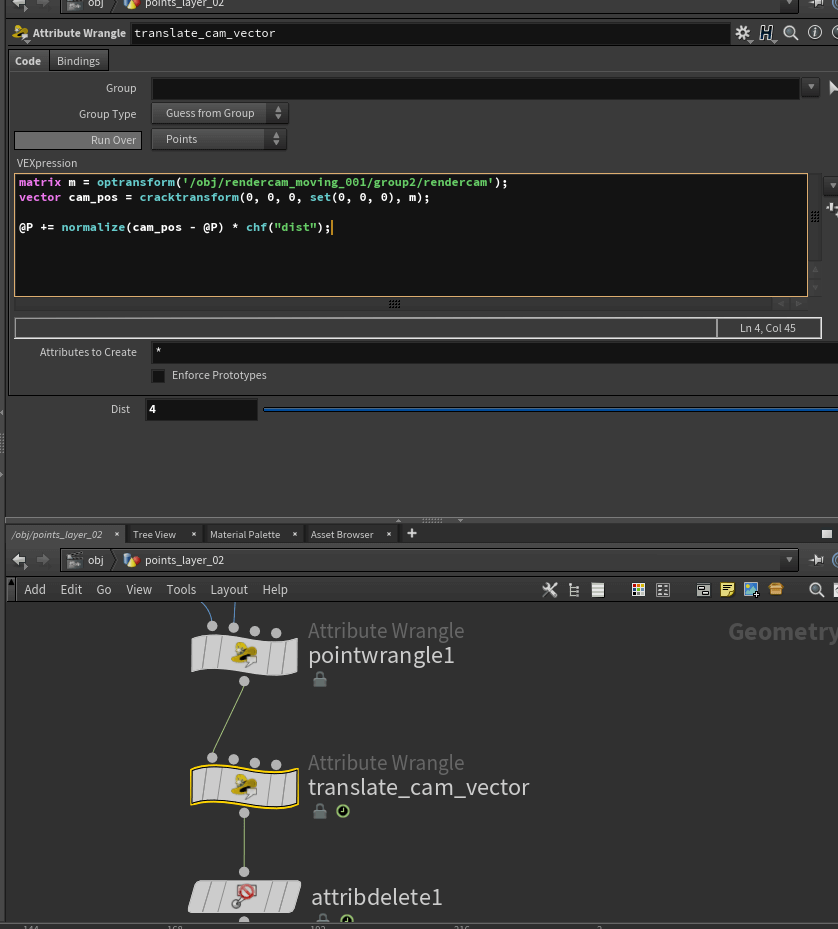 obj points_layer_02
Attribute Wrangle translate_cam_vector
Code Bindings
Group
Group Type Guess from Group
Run Over Points
VEXpression
matrix m = optransform('/obj/rendercam_moving_001/group2/rendercam');
vector cam_pos = cracktransform(0, 0, 0, set(0, 0, 0), m);
@P += normalize(cam_pos - @P) * chf("dist");
Ln 4, Col 45
Attributes to Create *
Enforce Prototypes
Dist 4
/obj/points_layer_02 × Tree View × Material Palette × Asset Browser × +
obj points_layer_02
Add Edit Go View Tools Layout Help
Geometry
Attribute Wrangle
pointwrangle1
Attribute Wrangle
translate_cam_vector
attribdelete1